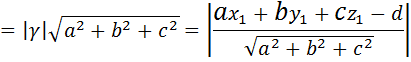 = |γ|√(a² + b² + c²) = |(ax₁ + by₁ + cz₁ − d)/√(a² + b² + c²)|